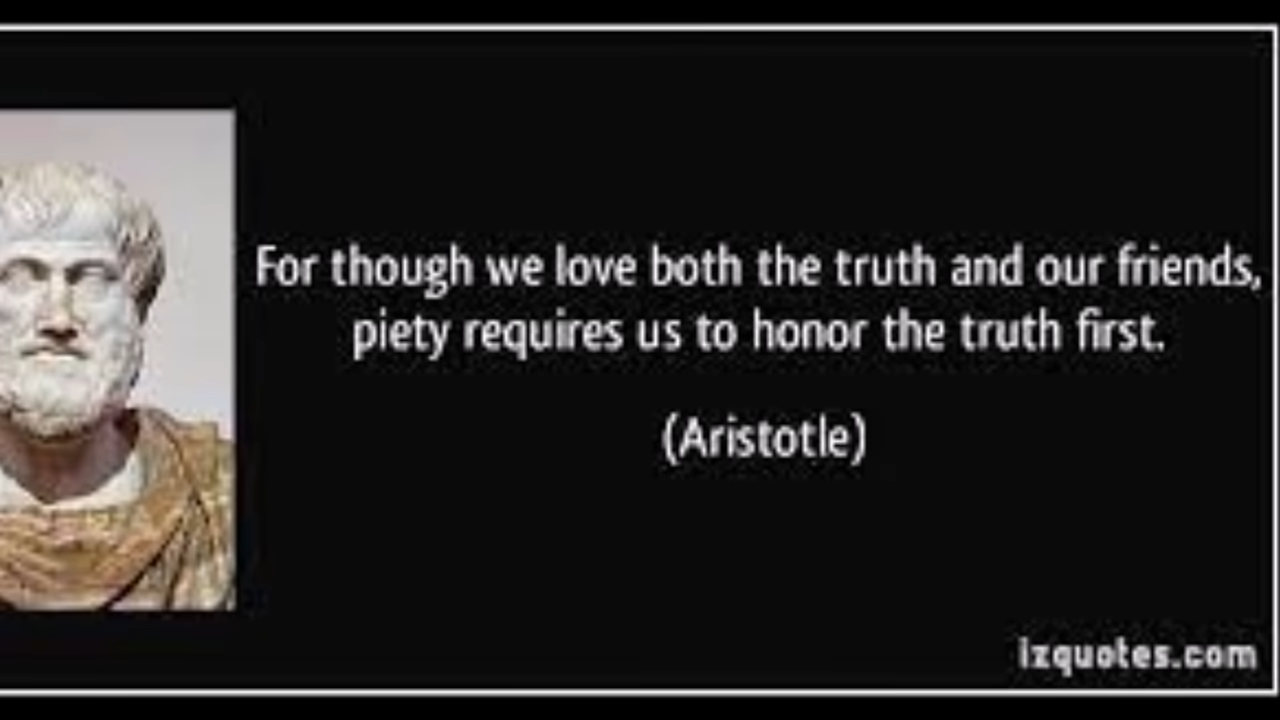 For though we love both the truth and our friends,
piety requires us to honor the truth first.
(Aristotle)
izquotes.com